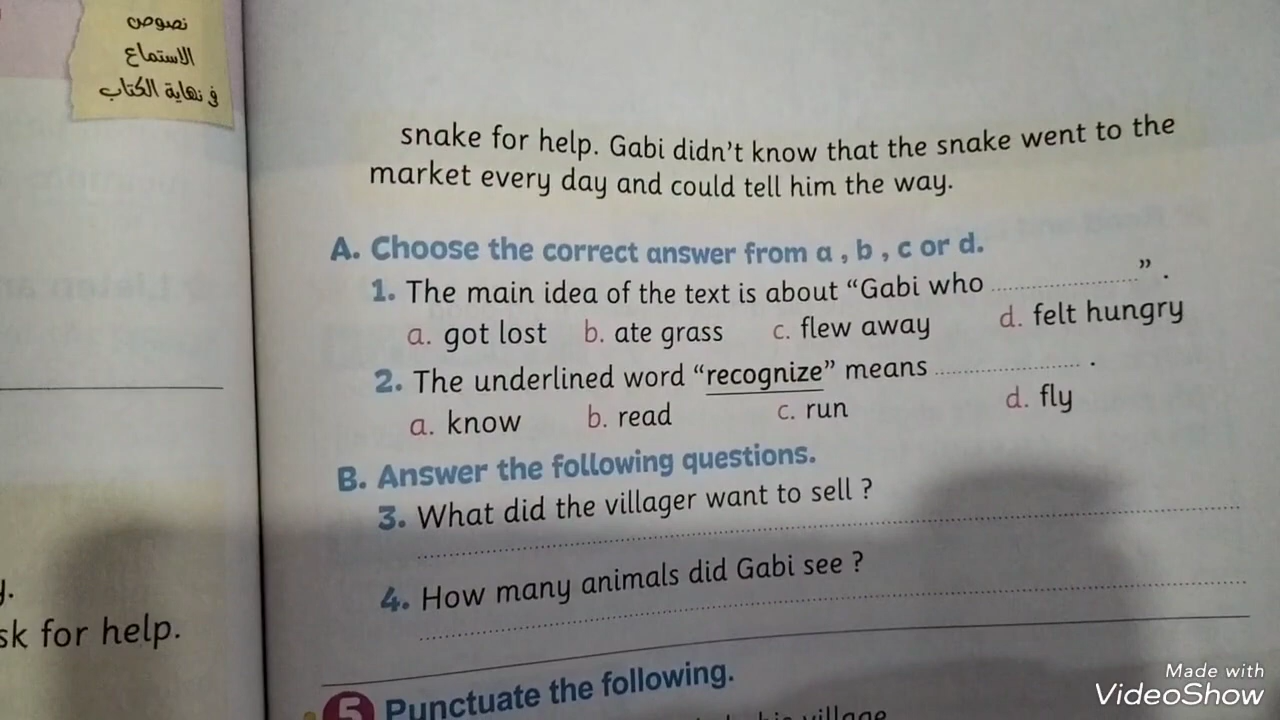 نصوص
الاستماع
في نهاية الكتاب
snake for help. Gabi didn't know that the snake went to the
market every day and could tell him the way.
A. Choose the correct answer from a , b , c or d.
1. The main idea of the text is about “Gabi who ........................ ” .
a. got lost b. ate grass c. flew away d. felt hungry
2. The underlined word “recognize” means ........................ .
a. know b. read c. run d. fly
B. Answer the following questions.
3. What did the villager want to sell ?
4. How many animals did Gabi see ?
sk for help.
5 Punctuate the following.
village
Made with
VideoShow